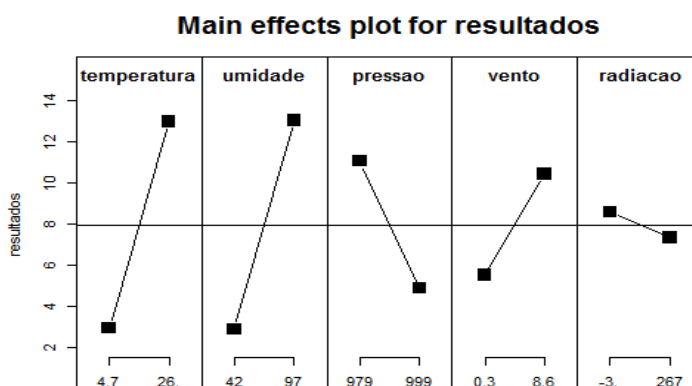 Main effects plot for resultados
temperatura umidade pressao vento radiacao
resultados
14
12
10
8
6
4
2
4.7 26. 42 97 979 999 0.3 8.6 -3. 267